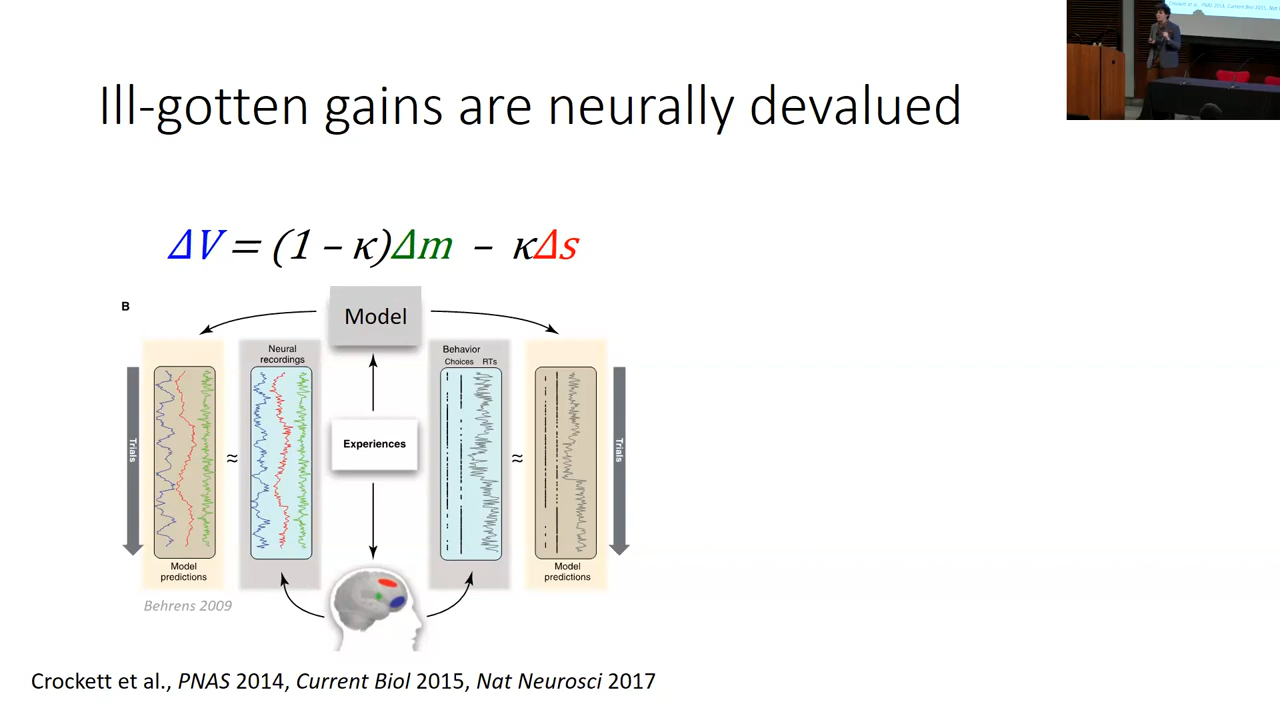 Ill-gotten gains are neurally devalued
ΔV = (1 – κ)Δm – κΔs
B
Model
Neural
recordings
Behavior
Choices RTs
Trials
≈
Experiences
≈
Trials
Model
predictions
Model
predictions
Behrens 2009
Crockett et al., PNAS 2014, Current Biol 2015, Nat Neurosci 2017